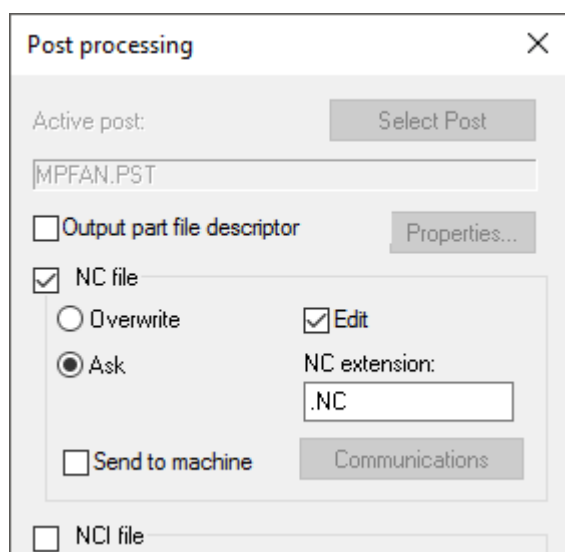 Post processing
Active post:
Select Post
MPFAN.PST
Output part file descriptor
Properties...
NC file
Overwrite
Edit
Ask
NC extension:
.NC
Send to machine
Communications
NCI file